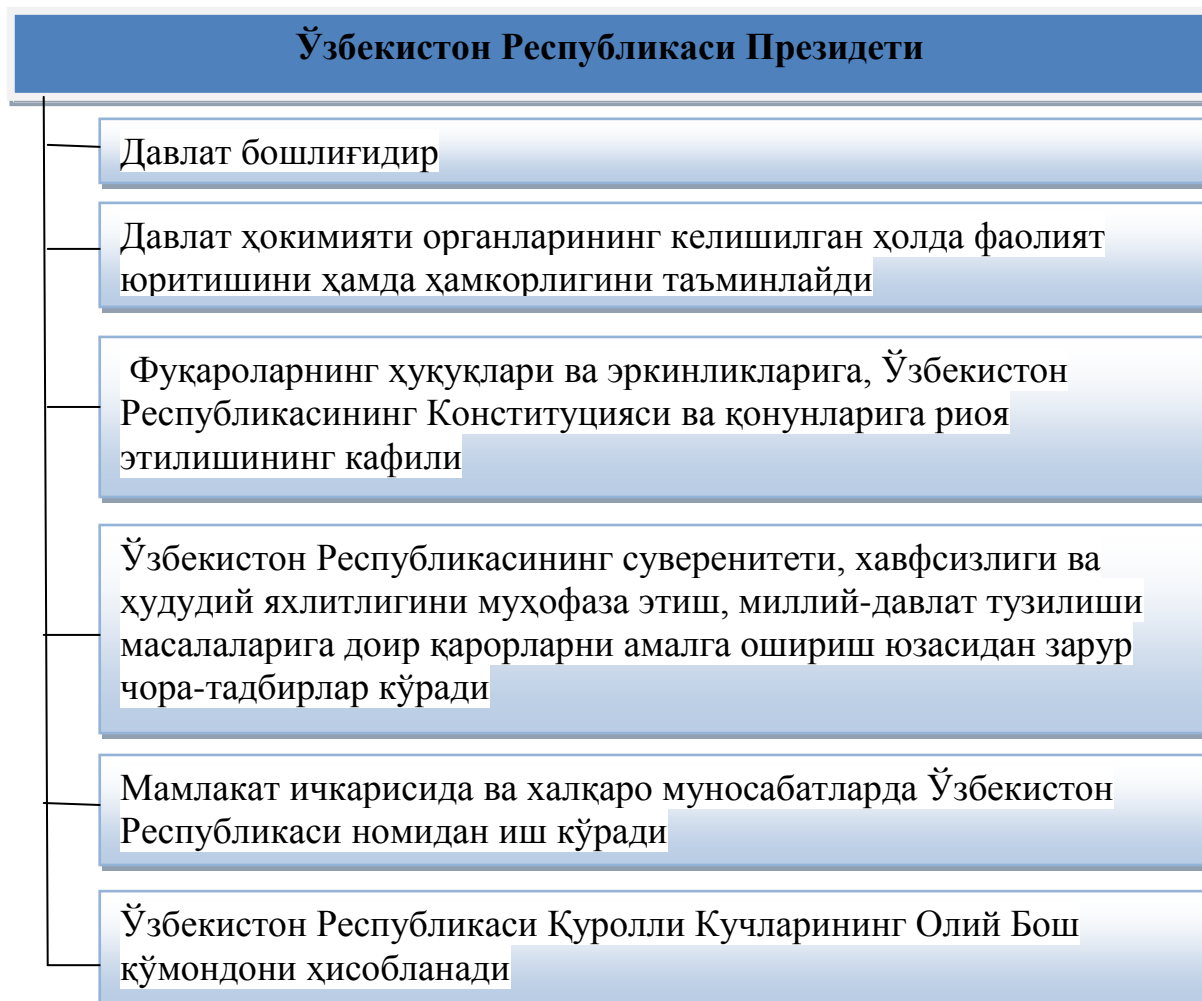 Ўзбекистон Республикаси Президети
Давлат бошлиғидир
Давлат ҳокимияти органларининг келишилган ҳолда фаолият
юритишини ҳамда ҳамкорлигини таъминлайди
Фуқароларнинг ҳуқуқлари ва эркинликларига, Ўзбекистон
Республикасининг Конституцияси ва қонунларига риоя
этилишининг кафили
Ўзбекистон Республикасининг суверенитети, хавфсизлиги ва
ҳудудий яхлитлигини муҳофаза этиш, миллий-давлат тузилиши
масалаларига доир қарорларни амалга ошириш юзасидан зарур
чора-тадбирлар кўради
Мамлакат ичкарисида ва халқаро муносабатларда Ўзбекистон
Республикаси номидан иш кўради
Ўзбекистон Республикаси Қуролли Кучларининг Олий Бош
қўмондони ҳисобланади